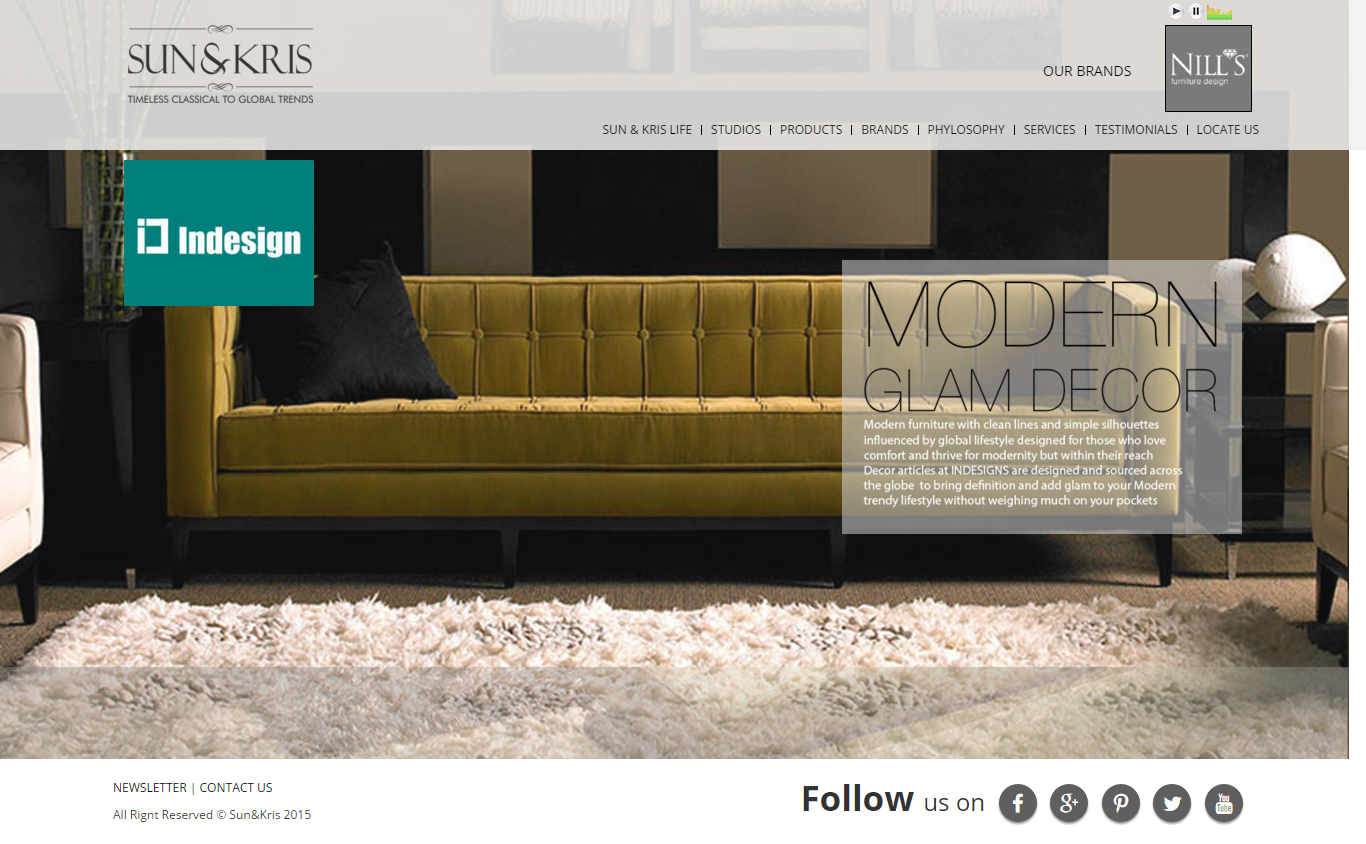 SUN&KRIS
TIMELESS CLASSICAL TO GLOBAL TRENDS
OUR BRANDS
NILL'S
furniture design
SUN & KRIS LIFE | STUDIOS | PRODUCTS | BRANDS | PHYLOSOPHY | SERVICES | TESTIMONIALS | LOCATE US
Indesign
MODERN
GLAM DECOR
Modern furniture with clean lines and simple silhouettes
influenced by global lifestyle designed for those who love
comfort and thrive for modernity but within their reach
Decor articles at INDESIGNS are designed and sourced across
the globe to bring definition and add glam to your Modern
trendy lifestyle without weighing much on your pockets
NEWSLETTER | CONTACT US
All Rignt Reserved © Sun&Kris 2015
Follow us on
You
Tube